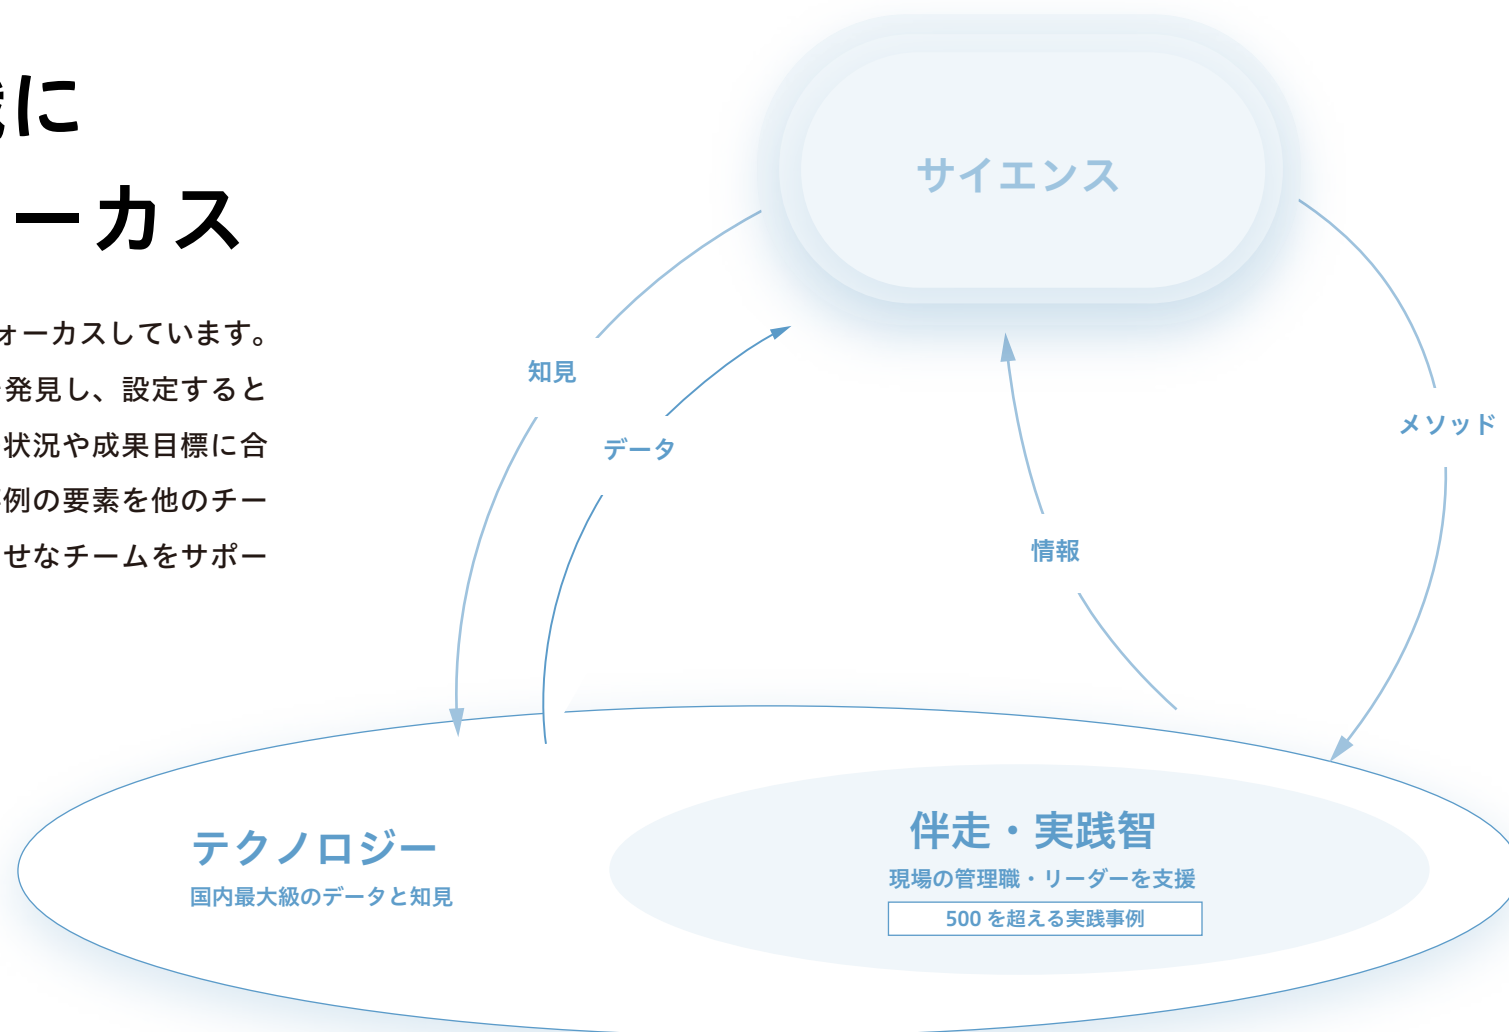 に
ーカス
ォーカスしています。
発見し、設定すると
状況や成果目標に合
例の要素を他のチー
せなチームをサポー
サイエンス
知見
データ
メソッド
情報
テクノロジー
国内最大級のデータと知見
伴走・実践智
現場の管理職・リーダーを支援
500 を超える実践事例